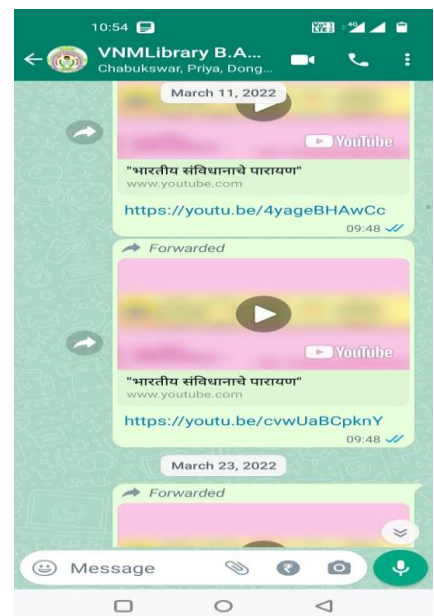 10:54
VNMLibrary B.A...
Chabukswar, Priya, Dong...
March 11, 2022
YouTube
"भारतीय संविधानाचे पारायण"
www.youtube.com
https://youtu.be/4yageBHAwCc
09:48
Forwarded
YouTube
"भारतीय संविधानाचे पारायण"
www.youtube.com
https://youtu.be/cvwUaBCpknY
09:48
March 23, 2022
Forwarded
Message